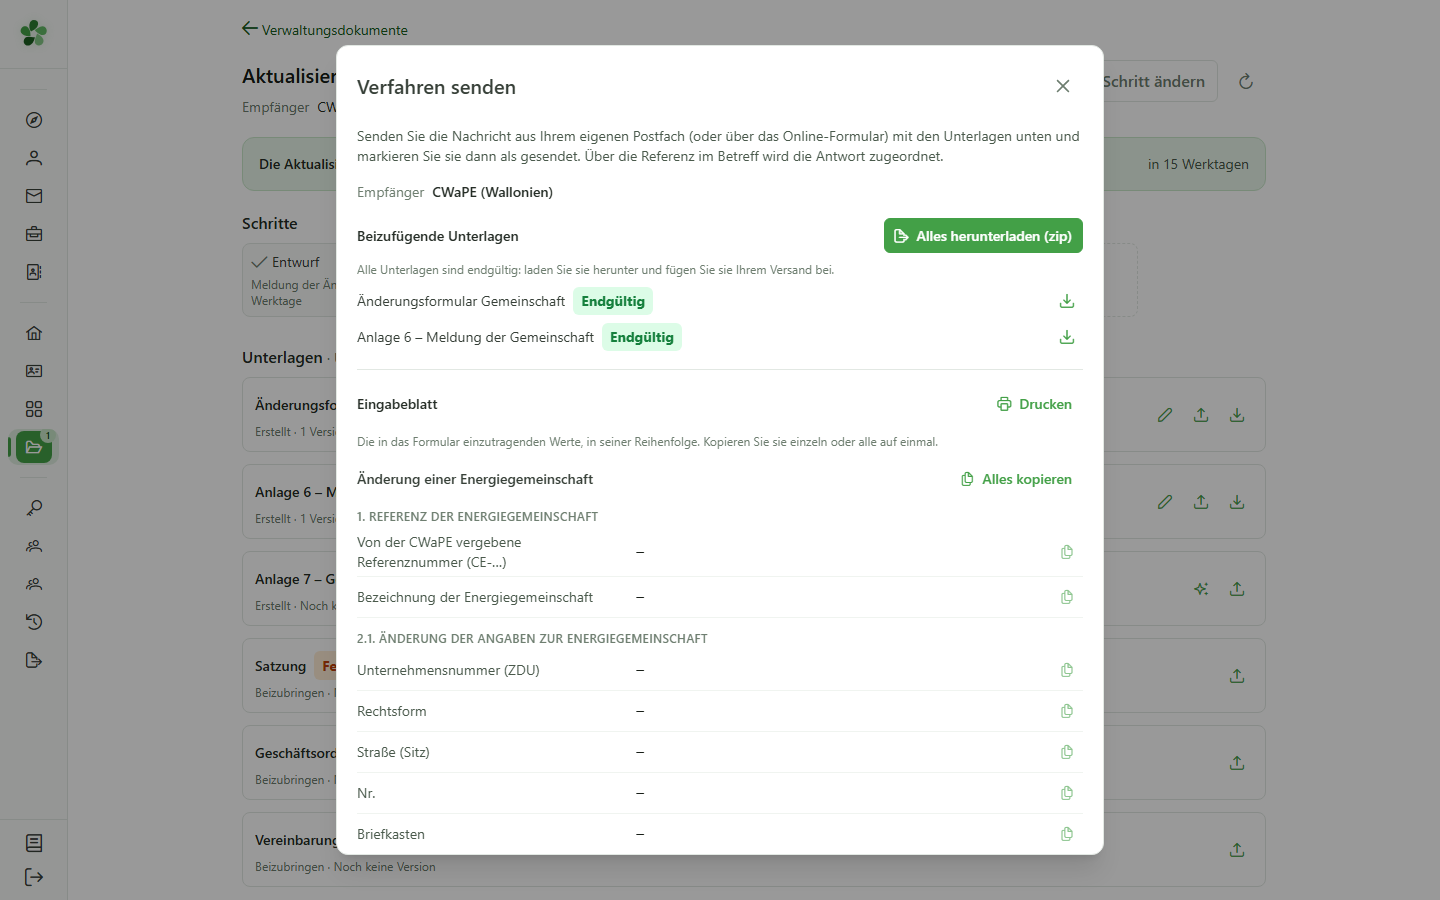 Verwaltungsdokumente
Aktualisier
Schritt ändern
Empfänger CW
Die Aktualisi
in 15 Werktagen
Schritte
Entwurf
Meldung der Än
Werktage
Unterlagen ·
Änderungsfo
Erstellt · 1 Versi
Anlage 6 – M
Erstellt · 1 Versi
Anlage 7 – G
Erstellt · Noch k
Satzung Fe
Beizubringen ·
Geschäftsord
Beizubringen ·
Vereinbarung
Beizubringen · Noch keine Version
1
Verfahren senden
Senden Sie die Nachricht aus Ihrem eigenen Postfach (oder über das Online-Formular) mit den Unterlagen unten und
markieren Sie sie dann als gesendet. Über die Referenz im Betreff wird die Antwort zugeordnet.
Empfänger CWaPE (Wallonien)
Beizufügende Unterlagen
Alles herunterladen (zip)
Alle Unterlagen sind endgültig: laden Sie sie herunter und fügen Sie sie Ihrem Versand bei.
Änderungsformular Gemeinschaft Endgültig
Anlage 6 – Meldung der Gemeinschaft Endgültig
Eingabeblatt
Drucken
Die in das Formular einzutragenden Werte, in seiner Reihenfolge. Kopieren Sie sie einzeln oder alle auf einmal.
Änderung einer Energiegemeinschaft
Alles kopieren
1. REFERENZ DER ENERGIEGEMEINSCHAFT
Von der CWaPE vergebene
Referenznummer (CE-...)
–
Bezeichnung der Energiegemeinschaft –
2.1. ÄNDERUNG DER ANGABEN ZUR ENERGIEGEMEINSCHAFT
Unternehmensnummer (ZDU) –
Rechtsform –
Straße (Sitz) –
Nr. –
Briefkasten –